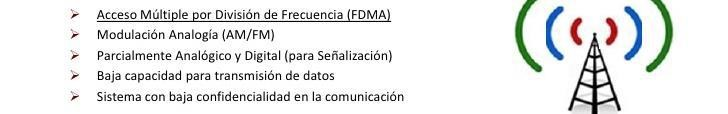 Acceso Múltiple por División de Frecuencia (FDMA)
Modulación Analogía (AM/FM)
Parcialmente Analógico y Digital (para Señalización)
Baja capacidad para transmisión de datos
Sistema con baja confidencialidad en la comunicación